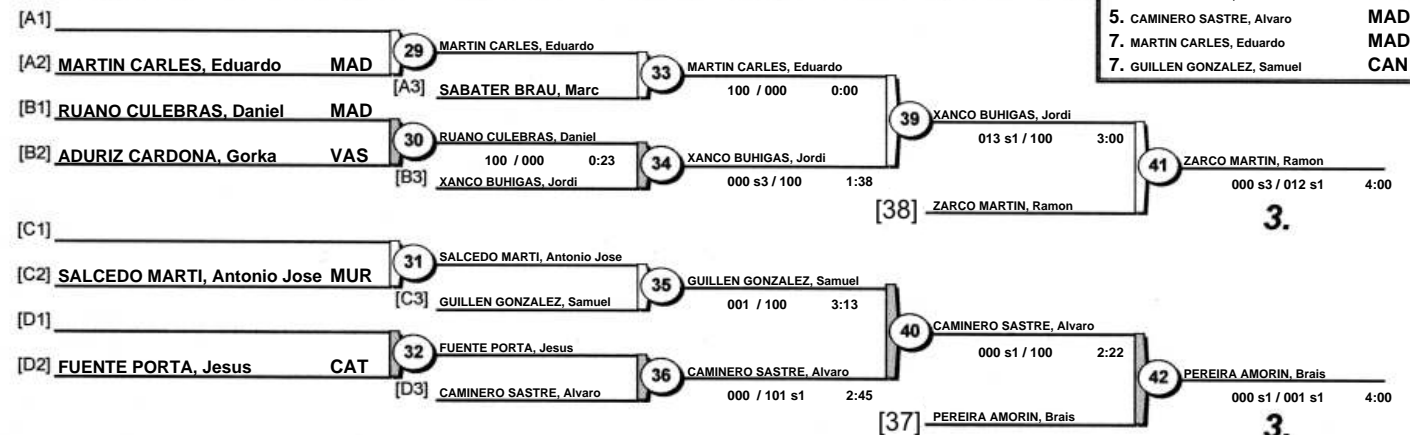 5. CAMINERO SASTRE, Alvaro MAD
7. MARTIN CARLES, Eduardo MAD
7. GUILLEN GONZALEZ, Samuel CAN
[A1]
[A2] MARTIN CARLES, Eduardo MAD
29
MARTIN CARLES, Eduardo
[A3] SABATER BRAU, Marc
33
MARTIN CARLES, Eduardo
100 / 000 0:00
[B1] RUANO CULEBRAS, Daniel MAD
[B2] ADURIZ CARDONA, Gorka VAS
30
RUANO CULEBRAS, Daniel
100 / 000 0:23
[B3] XANCO BUHIGAS, Jordi
34
XANCO BUHIGAS, Jordi
000 s3 / 100 1:38
39
XANCO BUHIGAS, Jordi
013 s1 / 100 3:00
[38] ZARCO MARTIN, Ramon
41
ZARCO MARTIN, Ramon
000 s3 / 012 s1 4:00
3.
[C1]
[C2] SALCEDO MARTI, Antonio Jose MUR
31
SALCEDO MARTI, Antonio Jose
[C3] GUILLEN GONZALEZ, Samuel
35
GUILLEN GONZALEZ, Samuel
001 / 100 3:13
[D1]
[D2] FUENTE PORTA, Jesus CAT
32
FUENTE PORTA, Jesus
[D3] CAMINERO SASTRE, Alvaro
36
CAMINERO SASTRE, Alvaro
000 / 101 s1 2:45
40
CAMINERO SASTRE, Alvaro
000 s1 / 100 2:22
[37] PEREIRA AMORIN, Brais
42
PEREIRA AMORIN, Brais
000 s1 / 001 s1 4:00
3.